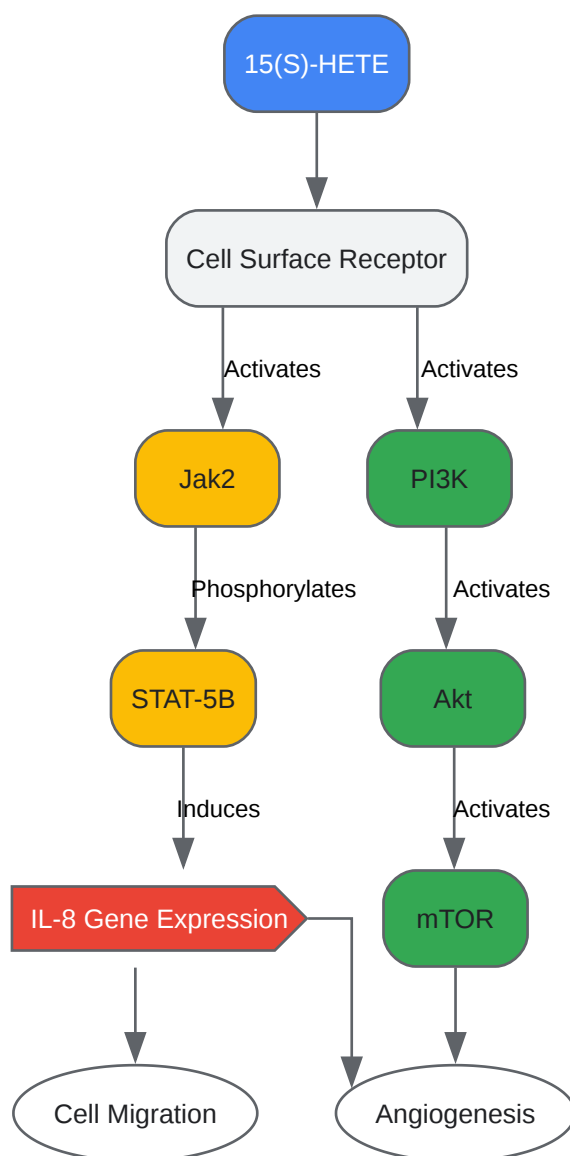 15(S)-HETE
Cell Surface Receptor
Activates
Activates
Jak2
PI3K
Phosphorylates
Activates
STAT-5B
Akt
Induces
Activates
IL-8 Gene Expression
mTOR
Cell Migration
Angiogenesis